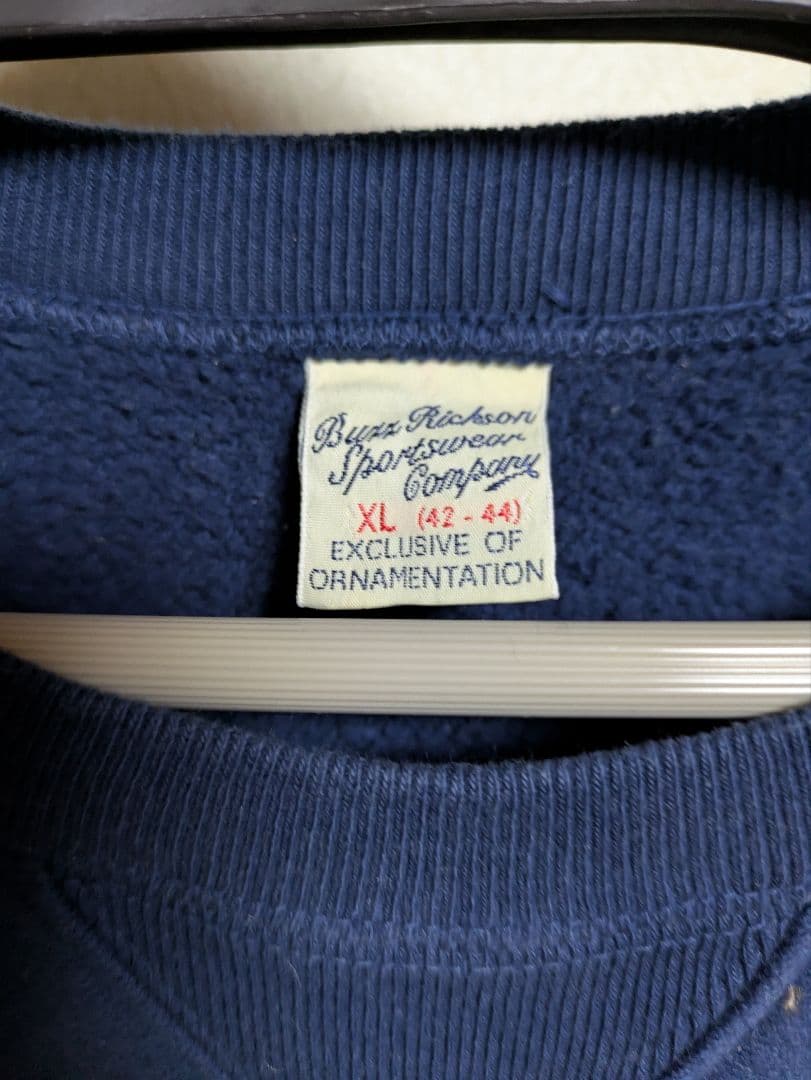 Buzz Rickson
Sportswear
Company
XL (42 - 44)
EXCLUSIVE OF
ORNAMENTATION